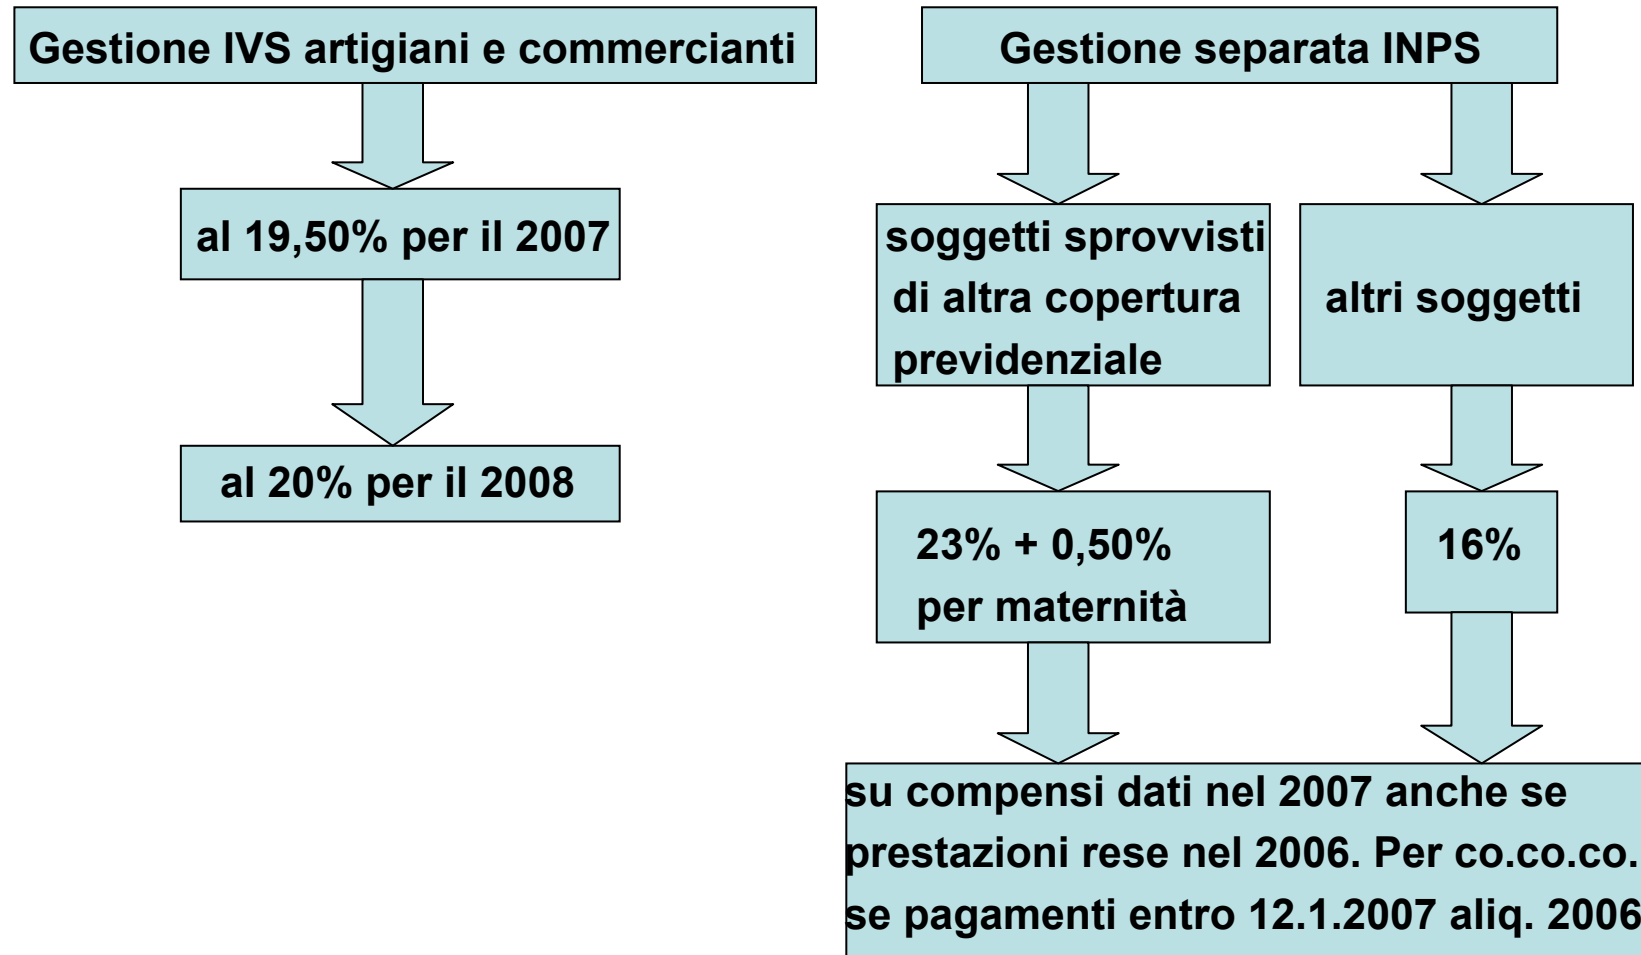 Gestione IVS artigiani e commercianti
al 19,50% per il 2007
al 20% per il 2008
Gestione separata INPS
soggetti sprovvisti
di altra copertura
previdenziale
altri soggetti
23% + 0,50%
per maternità
16%
su compensi dati nel 2007 anche se
prestazioni rese nel 2006. Per co.co.co.
se pagamenti entro 12.1.2007 aliq. 2006